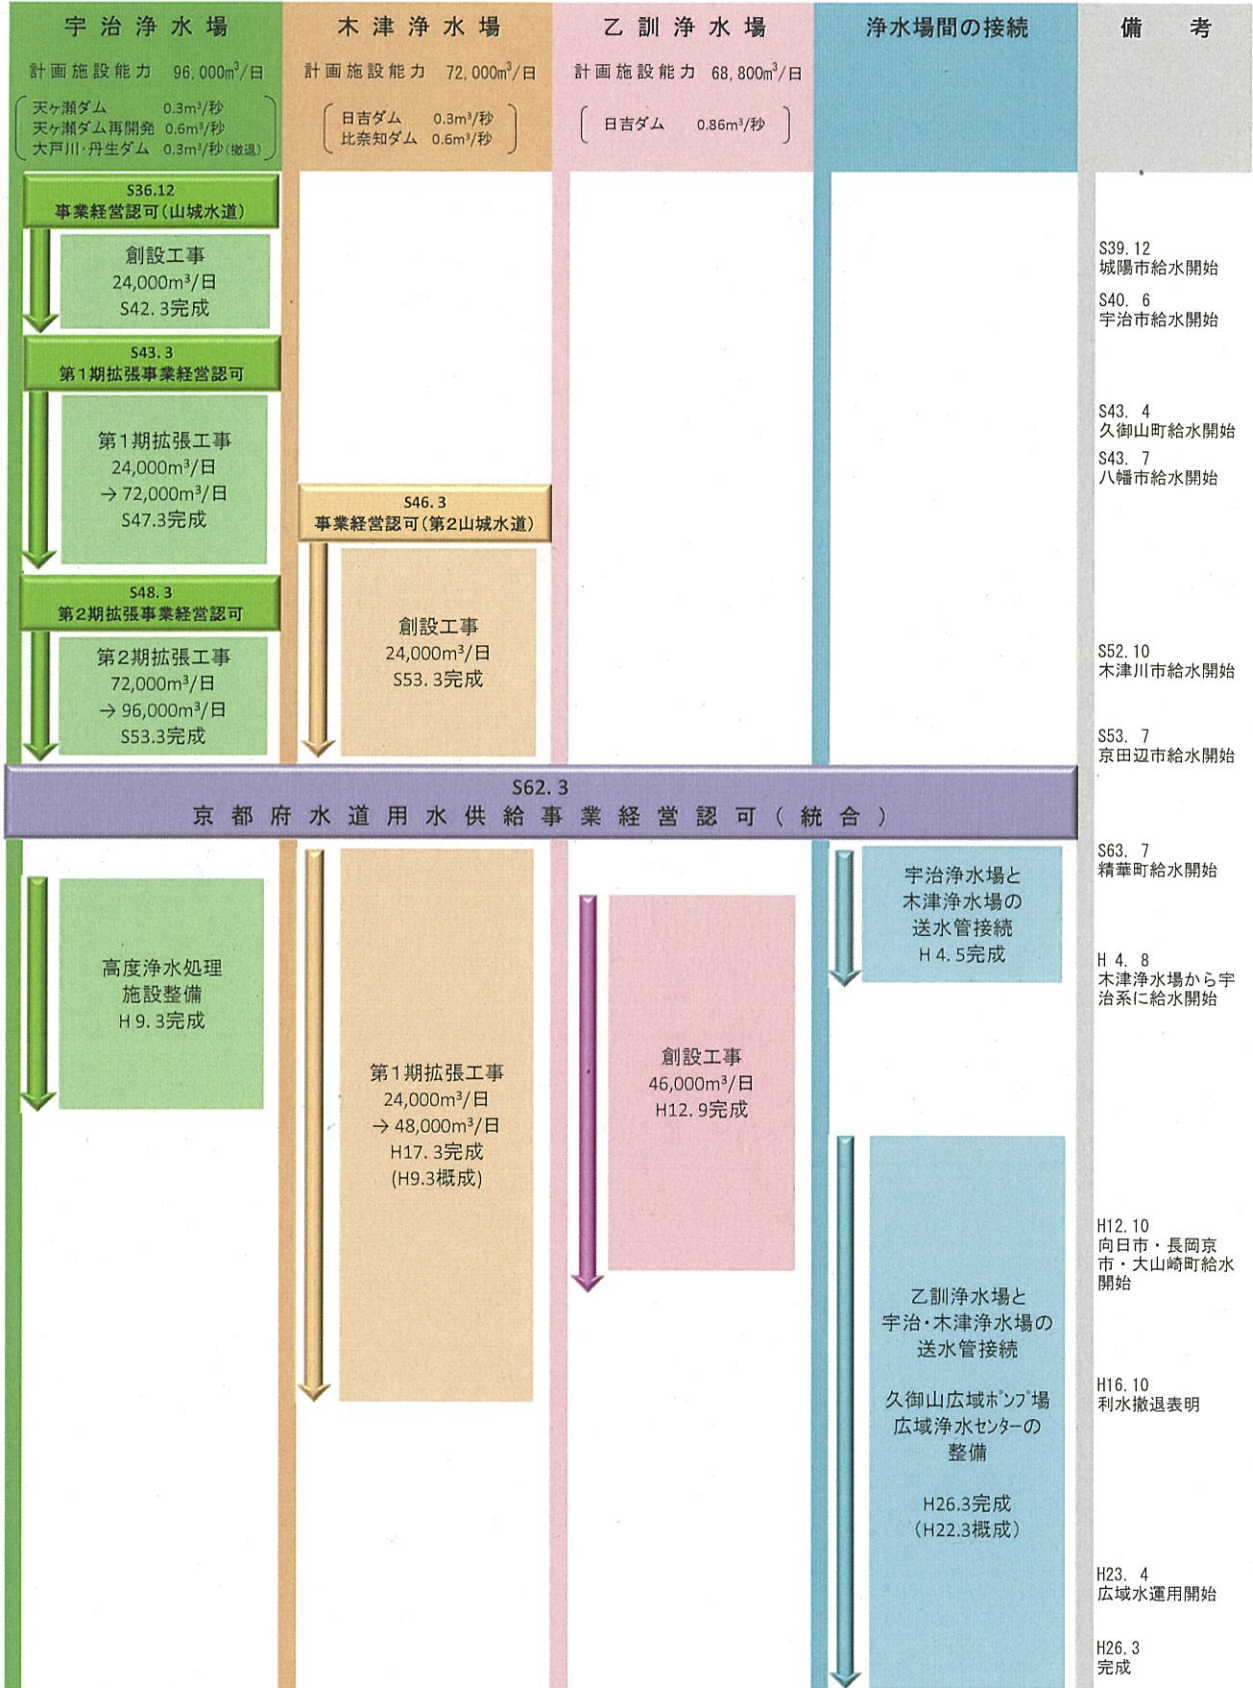 宇治浄水場
計画施設能力 96,000m³/日
天ヶ瀬ダム 0.3m³/秒
天ヶ瀬ダム再開発 0.6m³/秒
大戸川・丹生ダム 0.3m³/秒(撤退)
木津浄水場
計画施設能力 72,000m³/日
日吉ダム 0.3m³/秒
比奈知ダム 0.6m³/秒
乙訓浄水場
計画施設能力 68,800m³/日
日吉ダム 0.86m³/秒
浄水場間の接続
備考
S36.12
事業経営認可(山城水道)
創設工事
24,000m³/日
S42.3完成
S43.3
第1期拡張事業経営認可
第1期拡張工事
24,000m³/日
→ 72,000m³/日
S47.3完成
S48.3
第2期拡張事業経営認可
第2期拡張工事
72,000m³/日
→ 96,000m³/日
S53.3完成
S46.3
事業経営認可(第2山城水道)
創設工事
24,000m³/日
S53.3完成
S39.12
城陽市給水開始
S40. 6
宇治市給水開始
S43. 4
久御山町給水開始
S43. 7
八幡市給水開始
S52.10
木津川市給水開始
S53. 7
京田辺市給水開始
S62.3
京都府水道用水供給事業経営認可(統合)
高度浄水処理
施設整備
H9.3完成
第1期拡張工事
24,000m³/日
→ 48,000m³/日
H17.3完成
(H9.3概成)
創設工事
46,000m³/日
H12.9完成
宇治浄水場と
木津浄水場の
送水管接続
H4.5完成
乙訓浄水場と
宇治・木津浄水場の
送水管接続
久御山広域ポンプ場
広域浄水センターの
整備
H26.3完成
(H22.3概成)
S63. 7
精華町給水開始
H 4. 8
木津浄水場から宇
治系に給水開始
H12.10
向日市・長岡京
市・大山崎町給水
開始
H16.10
利水撤退表明
H23. 4
広域水運用開始
H26.3
完成